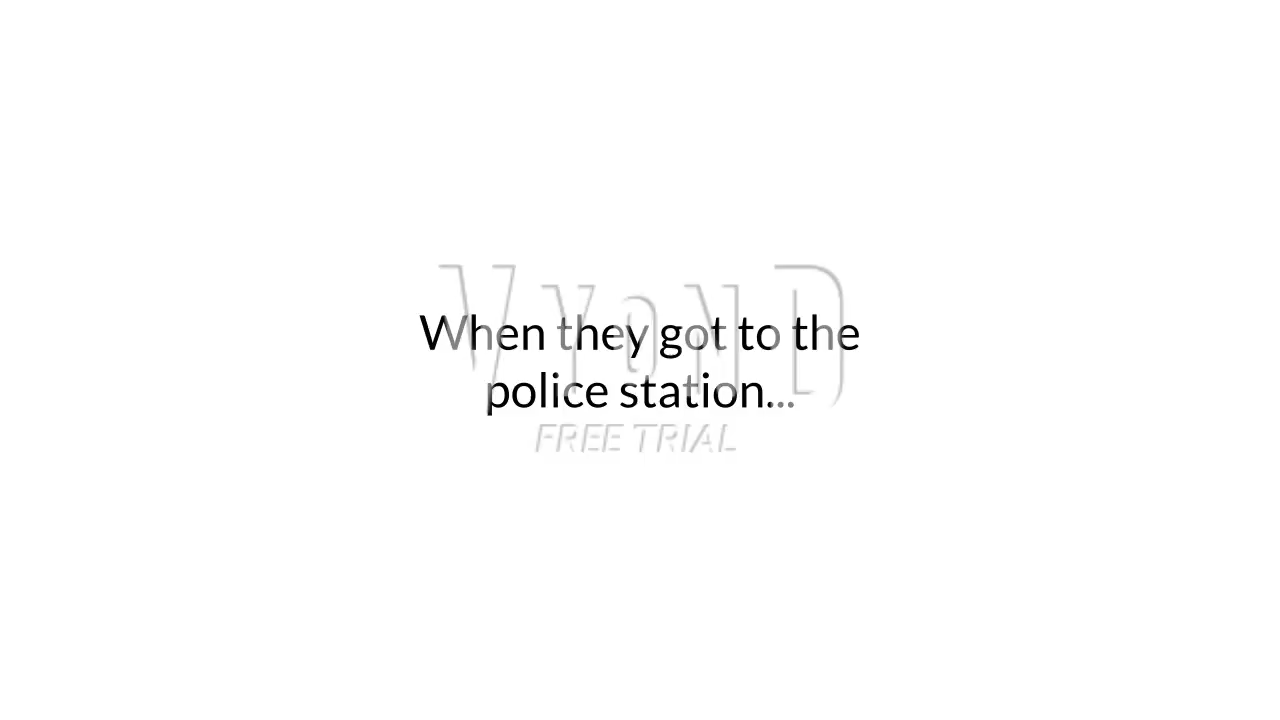 When they got to the
police station...
VYOND
FREE TRIAL